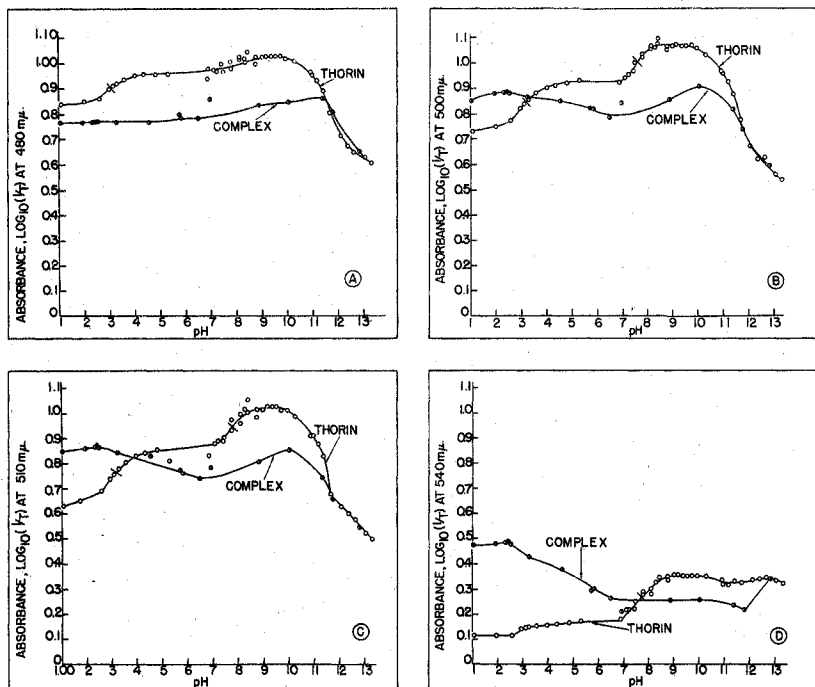 ABSORBANCE, LOG10(1/T) AT 480 mμ.
1.10
1.00
0.9
0.8
0.7
0.6
0.5
0.4
0.3
0.2
0.1
0
THORIN
COMPLEX
A
1 2 3 4 5 6 7 8 9 10 11 12 13
pH
ABSORBANCE, LOG10(1/T) AT 500 mμ.
1.1
1.0
0.9
0.8
0.7
0.6
0.5
0.4
0.3
0.2
0.1
0
THORIN
COMPLEX
B
1 2 3 4 5 6 7 8 9 10 11 12 13
pH
ABSORBANCE, LOG10(1/T) AT 510 mμ.
1.1
1.0
0.9
0.8
0.7
0.6
0.5
0.4
0.3
0.2
0.1
0
THORIN
COMPLEX
C
1.00 2 3 4 5 6 7 8 9 10 11 12 13
pH
ABSORBANCE, LOG10(1/T) AT 540 mμ.
1.1
1.0
0.9
0.8
0.7
0.6
0.5
0.4
0.3
0.2
0.1
0
COMPLEX
THORIN
D
1 2 3 4 5 6 7 8 9 10 11 12 13
pH